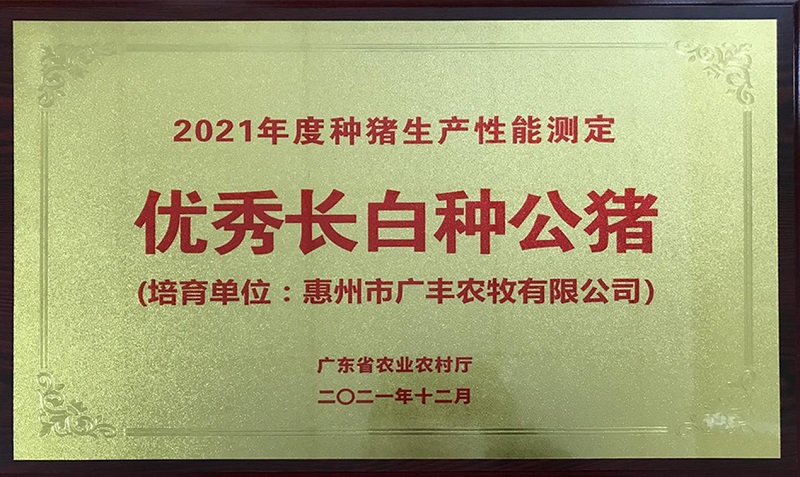 2021年度种猪生产性能测定
优秀长白种公猪
(培育单位：惠州市广丰农牧有限公司)
广东省农业农村厅
二〇二一年十二月